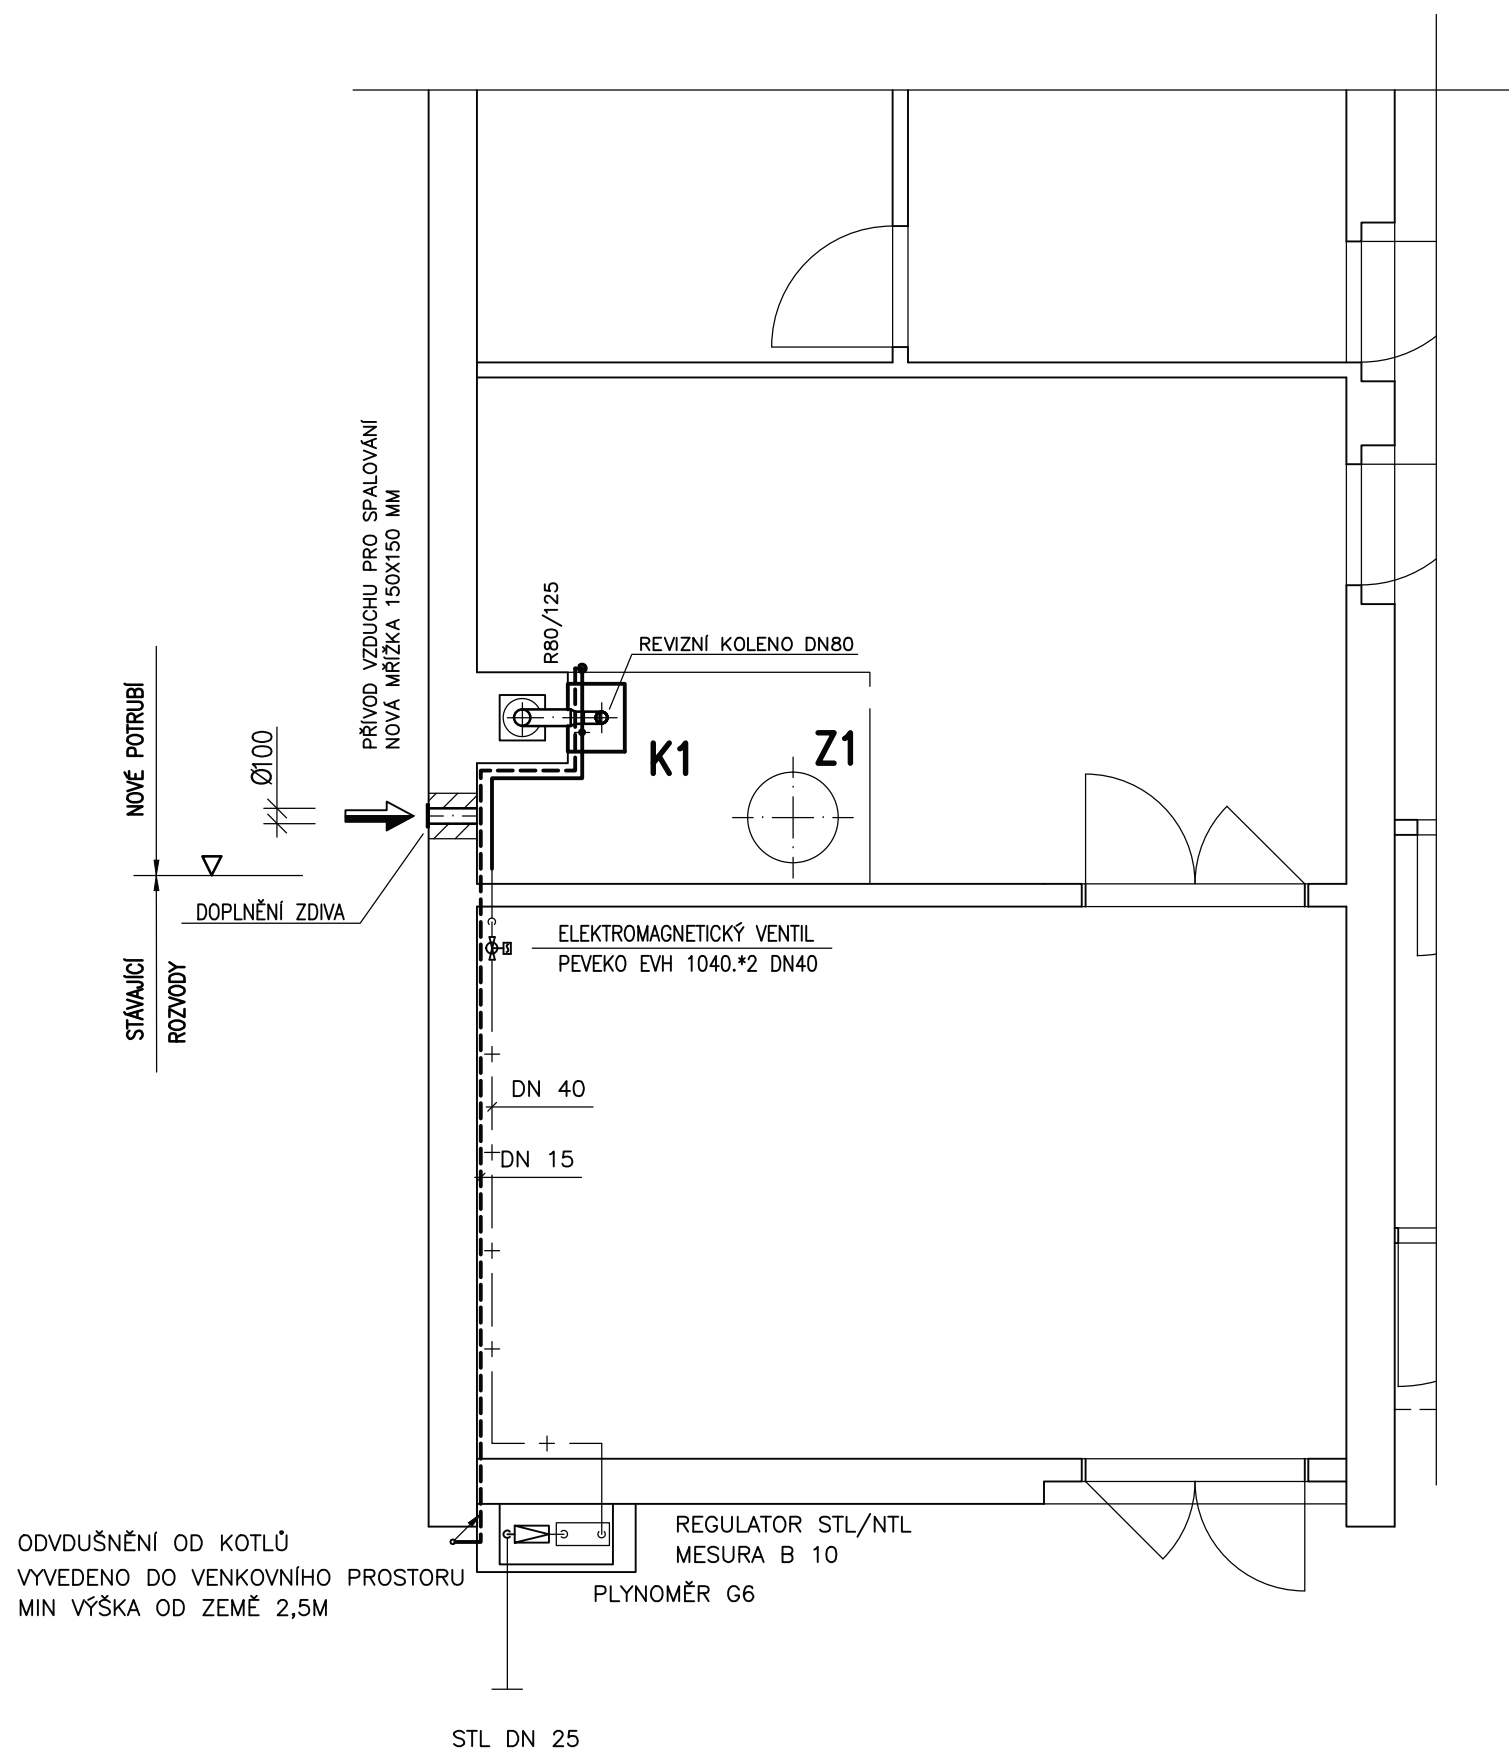 PŘÍVOD VZDUCHU PRO SPALOVÁNÍ
NOVÁ MŘÍŽKA 150X150 MM
R80/125
REVIZNÍ KOLENO DN80
NOVÉ POTRUBÍ
Ø100
K1
Z1
DOPLNĚNÍ ZDIVA
STÁVAJÍCÍ
ROZVODY
ELEKTROMAGNETICKÝ VENTIL
PEVEKO EVH 1040.*2 DN40
DN 40
DN 15
ODVDUŠNĚNÍ OD KOTLŮ
VYVEDENO DO VENKOVNÍHO PROSTORU
MIN VÝŠKA OD ZEMĚ 2,5M
REGULATOR STL/NTL
MESURA B 10
PLYNOMĚR G6
STL DN 25